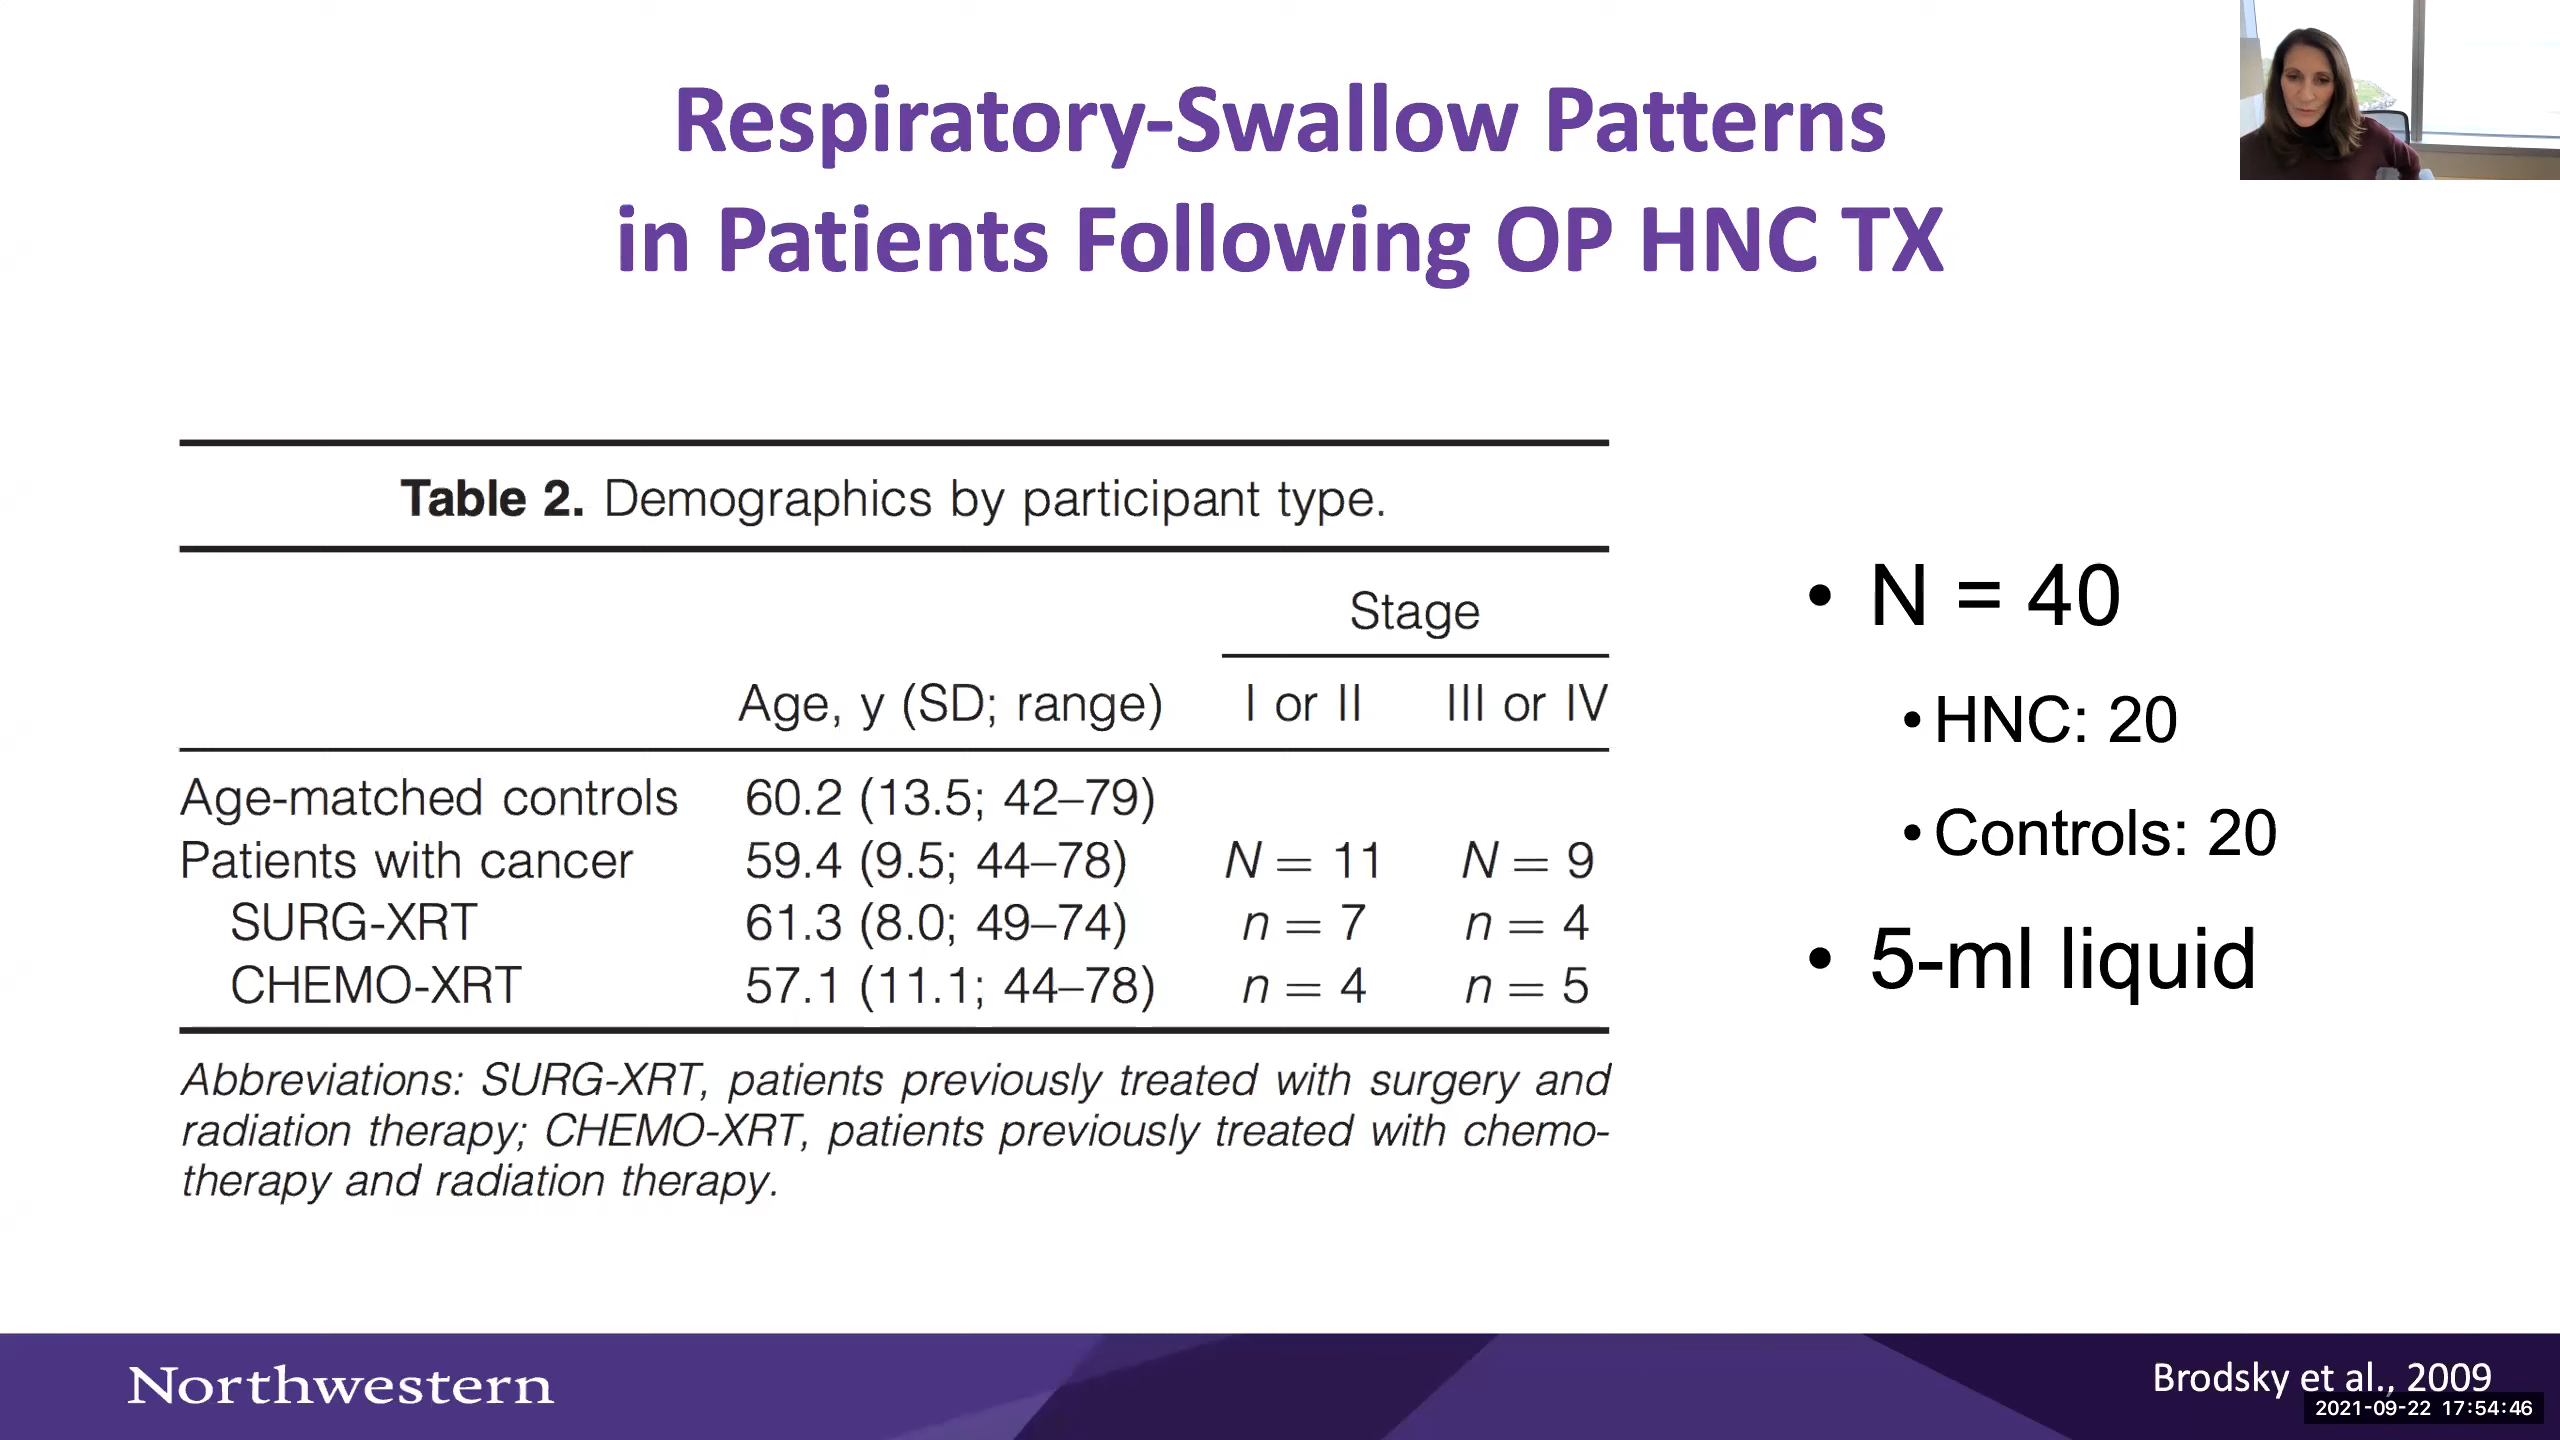 Respiratory-Swallow Patterns
in Patients Following OP HNC TX
Table 2. Demographics by participant type.
Stage
Age, y (SD; range) I or II III or IV
Age-matched controls 60.2 (13.5; 42–79)
Patients with cancer 59.4 (9.5; 44–78) N = 11 N = 9
SURG-XRT 61.3 (8.0; 49–74) n = 7 n = 4
CHEMO-XRT 57.1 (11.1; 44–78) n = 4 n = 5
Abbreviations: SURG-XRT, patients previously treated with surgery and
radiation therapy; CHEMO-XRT, patients previously treated with chemo-
therapy and radiation therapy.
• N = 40
• HNC: 20
• Controls: 20
• 5-ml liquid
Northwestern
Brodsky et al., 2009
2021-09-22 17:54:46